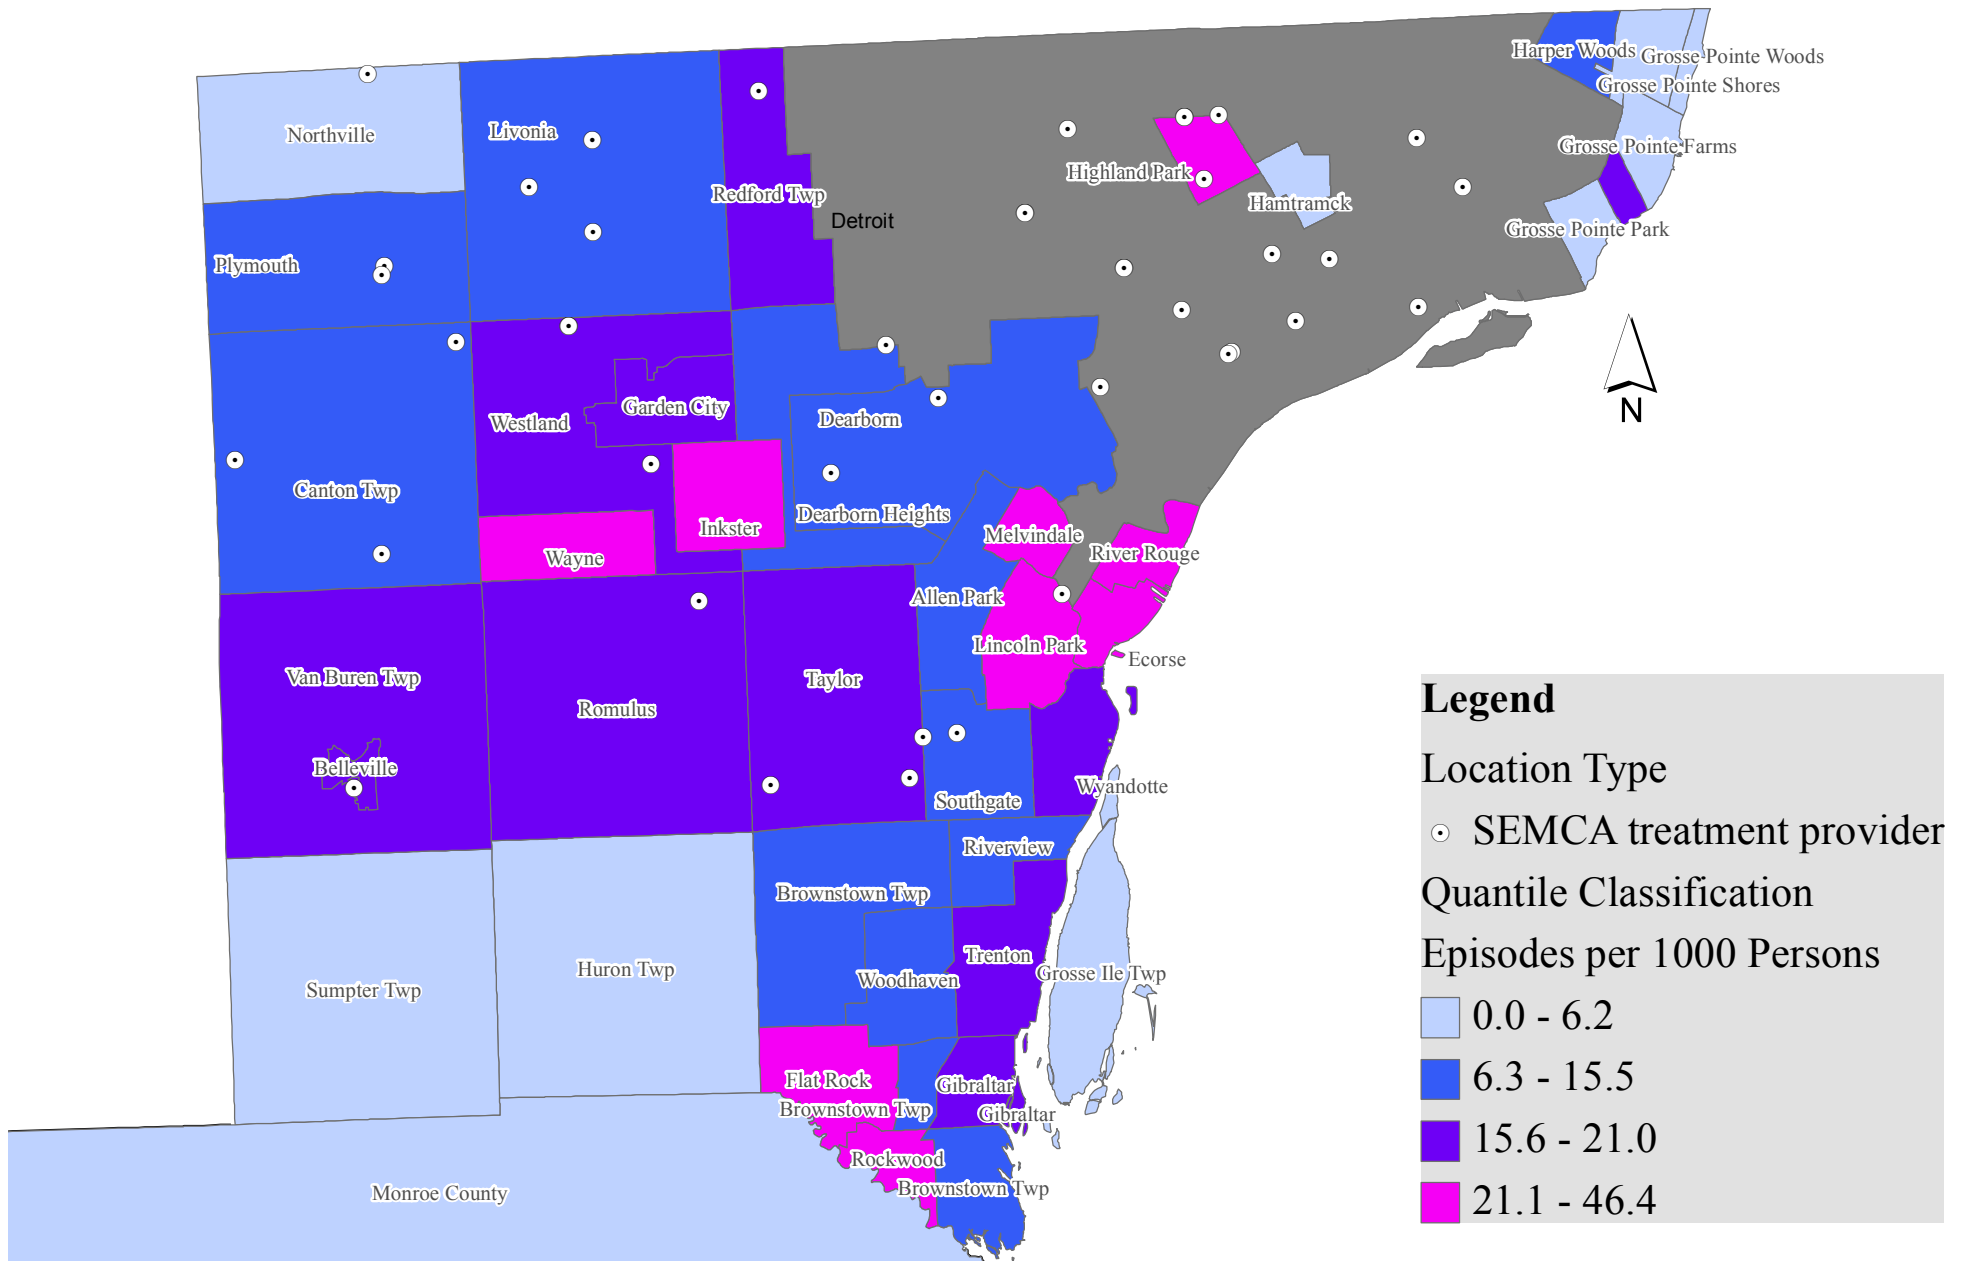 Harper Woods
Grosse Pointe Woods
Grosse Pointe Shores
Northville
Livonia
Grosse Pointe Farms
Highland Park
Redford Twp
Hamtramck
Detroit
Grosse Pointe Park
Plymouth
N
Garden City
Westland
Dearborn
Canton Twp
Dearborn Heights
Inkster
Melvindale
River Rouge
Wayne
Allen Park
Lincoln Park
Ecorse
Van Buren Twp
Taylor
Romulus
Belleville
Wyandotte
Southgate
Riverview
Brownstown Twp
Trenton
Huron Twp
Grosse Ile Twp
Woodhaven
Sumpter Twp
Flat Rock
Gibraltar
Brownstown Twp
Gibraltar
Rockwood
Brownstown Twp
Monroe County
Legend
Location Type
SEMCA treatment provider
Quantile Classification
Episodes per 1000 Persons
0.0 - 6.2
6.3 - 15.5
15.6 - 21.0
21.1 - 46.4